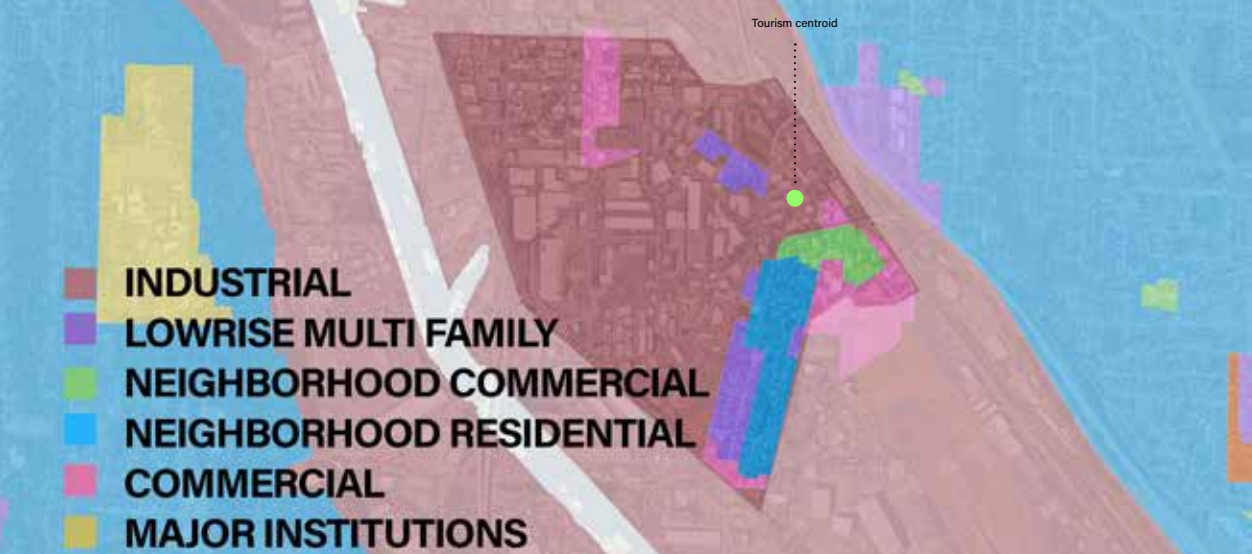 Tourism centroid
INDUSTRIAL
LOWRISE MULTI FAMILY
NEIGHBORHOOD COMMERCIAL
NEIGHBORHOOD RESIDENTIAL
COMMERCIAL
MAJOR INSTITUTIONS